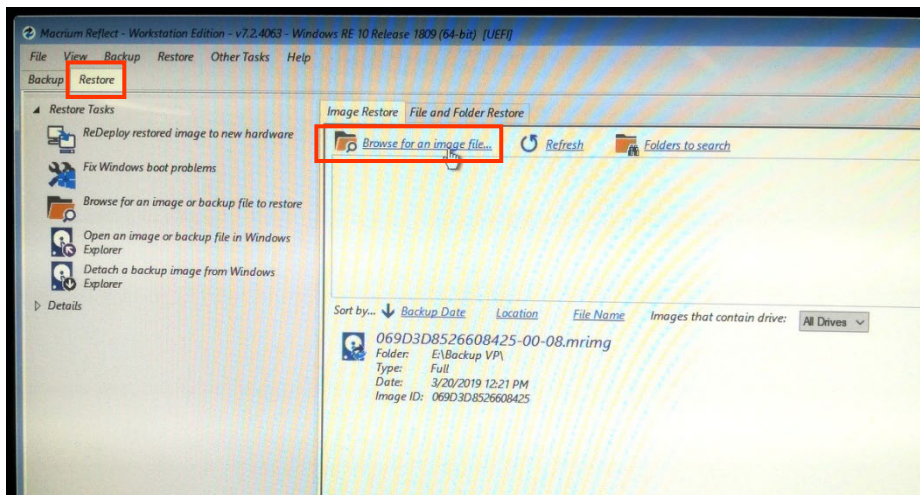 Macrium Reflect - Workstation Edition - v7.2.4063 - Windows RE 10 Release 1809 (64-bit) [UEFI]
File View Backup Restore Other Tasks Help
Backup Restore
Restore Tasks
ReDeploy restored image to new hardware
Fix Windows boot problems
Browse for an image or backup file to restore
Open an image or backup file in Windows
Explorer
Detach a backup image from Windows
Explorer
Details
Image Restore File and Folder Restore
Browse for an image file... Refresh Folders to search
Sort by... Backup Date Location File Name Images that contain drive: All Drives
069D3D8526608425-00-08.mrimg
Folder: E:\Backup VP\
Type: Full
Date: 3/20/2019 12:21 PM
Image ID: 069D3D8526608425